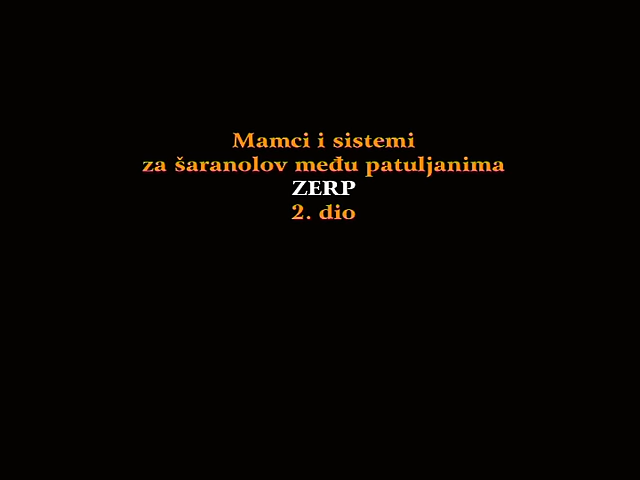 Mamci i sistemi
za šaranolov među patuljanima
ZERP
2. dio